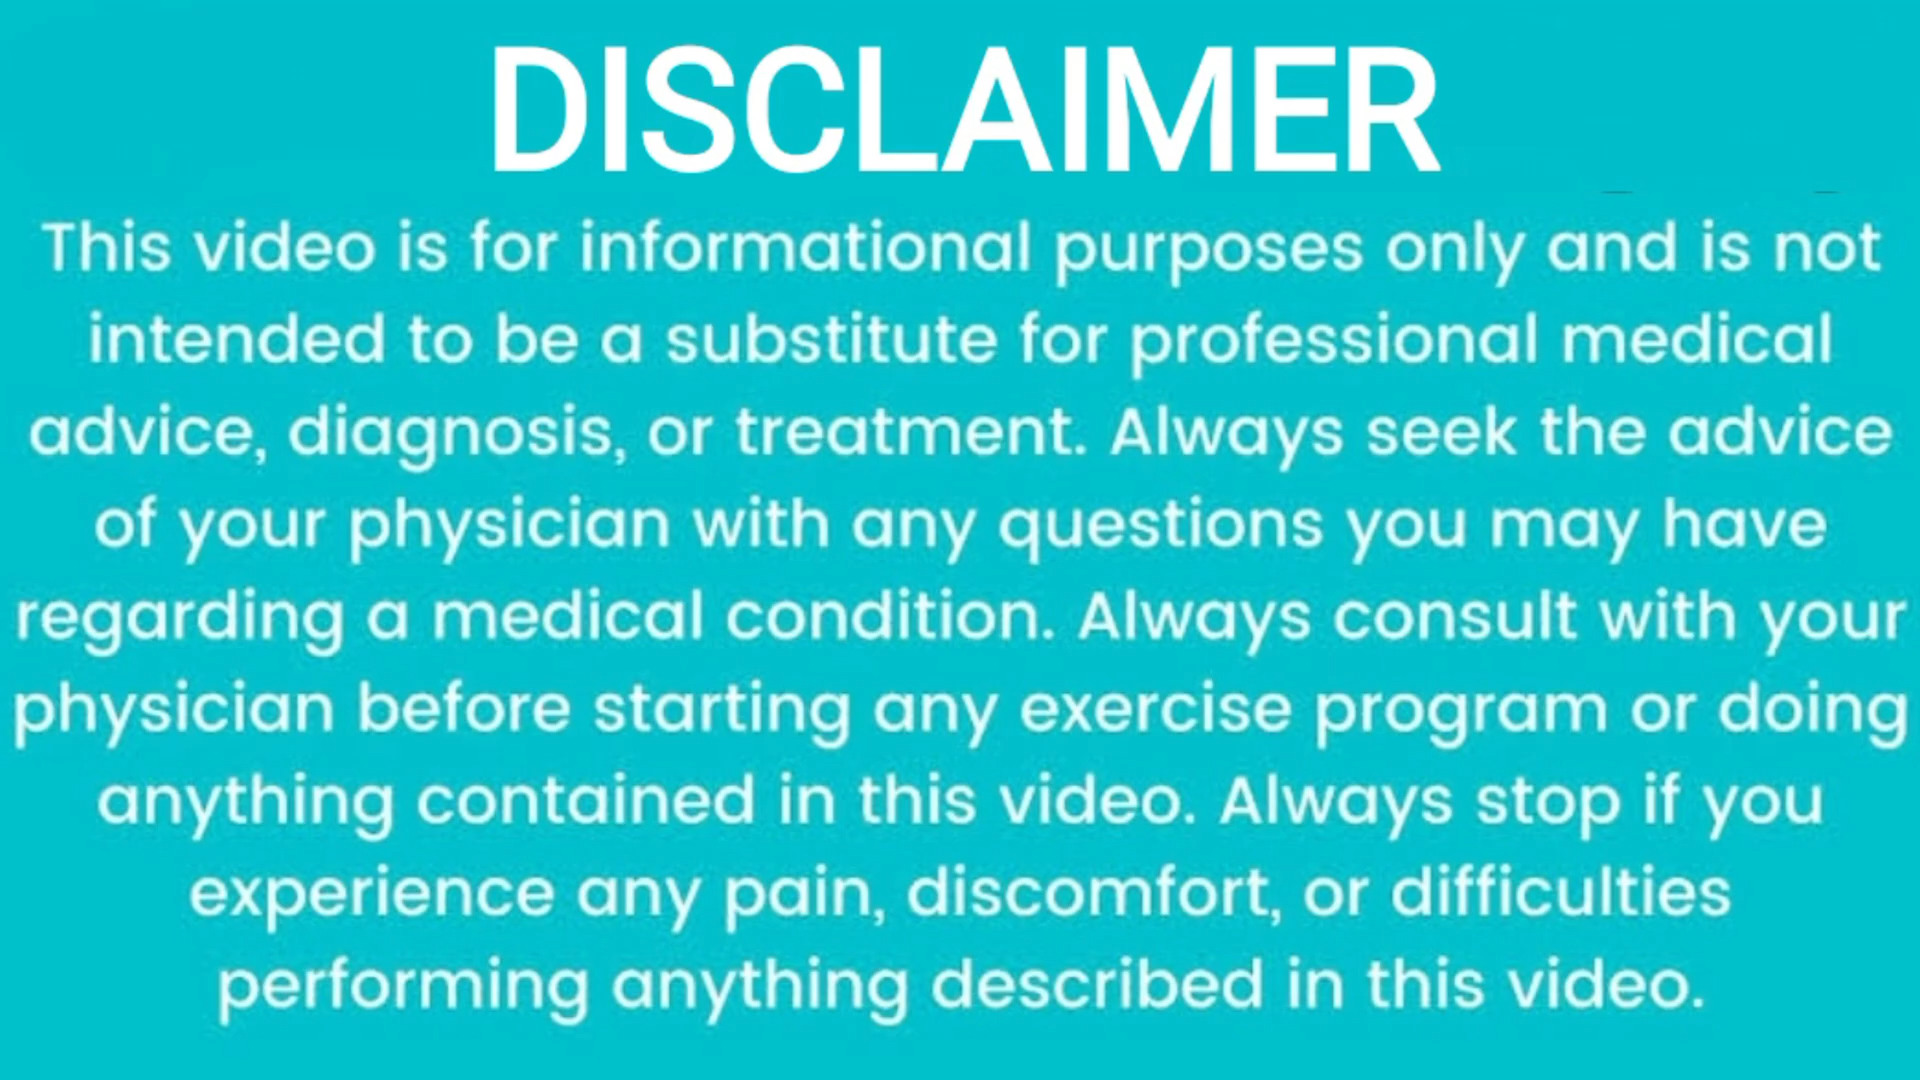 DISCLAIMER
This video is for informational purposes only and is not
intended to be a substitute for professional medical
advice, diagnosis, or treatment. Always seek the advice
of your physician with any questions you may have
regarding a medical condition. Always consult with your
physician before starting any exercise program or doing
anything contained in this video. Always stop if you
experience any pain, discomfort, or difficulties
performing anything described in this video.